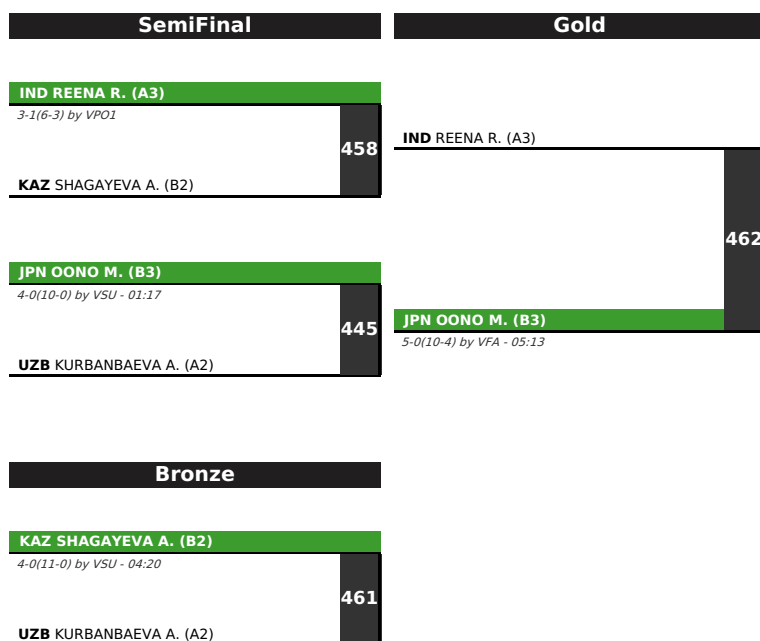 SemiFinal
Gold
IND REENA R. (A3)
3-1(6-3) by VPO1
458
KAZ SHAGAYEVA A. (B2)
IND REENA R. (A3)
462
JPN OONO M. (B3)
5-0(10-4) by VFA - 05:13
JPN OONO M. (B3)
4-0(10-0) by VSU - 01:17
445
UZB KURBANBAEVA A. (A2)
Bronze
KAZ SHAGAYEVA A. (B2)
4-0(11-0) by VSU - 04:20
461
UZB KURBANBAEVA A. (A2)